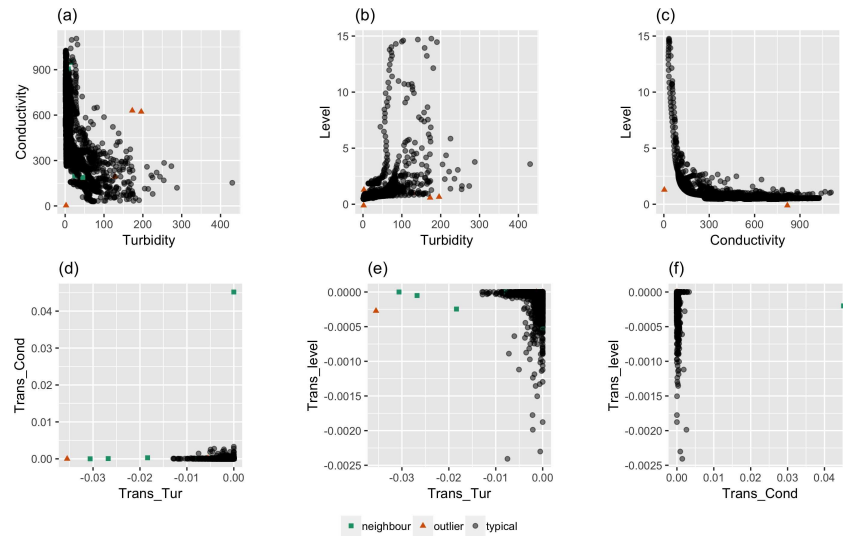 (a)
(b)
(c)
900
600
300
0
Conductivity
0 100 200 300 400
Turbidity
15
10
5
0
Level
0 100 200 300 400
Turbidity
15
10
5
0
Level
0 300 600 900
Conductivity
(d)
(e)
(f)
0.04
0.03
0.02
0.01
0.00
Trans_Cond
-0.03 -0.02 -0.01 0.00
Trans_Tur
0.0000
-0.0005
-0.0010
-0.0015
-0.0020
-0.0025
Trans_level
-0.03 -0.02 -0.01 0.00
Trans_Tur
0.0000
-0.0005
-0.0010
-0.0015
-0.0020
-0.0025
Trans_level
0.00 0.01 0.02 0.03 0.04
Trans_Cond
neighbour outlier typical